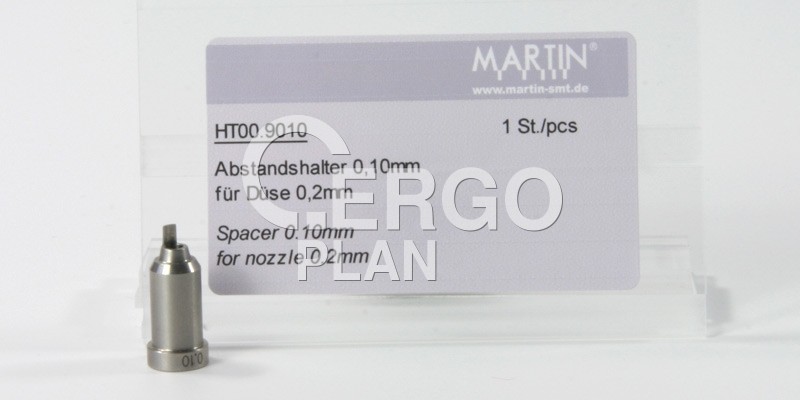 MARTIN®
www.martin-smt.de
HT00.9010 1 St./pcs
Abstandshalter 0,10mm
für Düse 0,2mm
Spacer 0.10mm
for nozzle 0.2mm
ERGO
PLAN
0,10